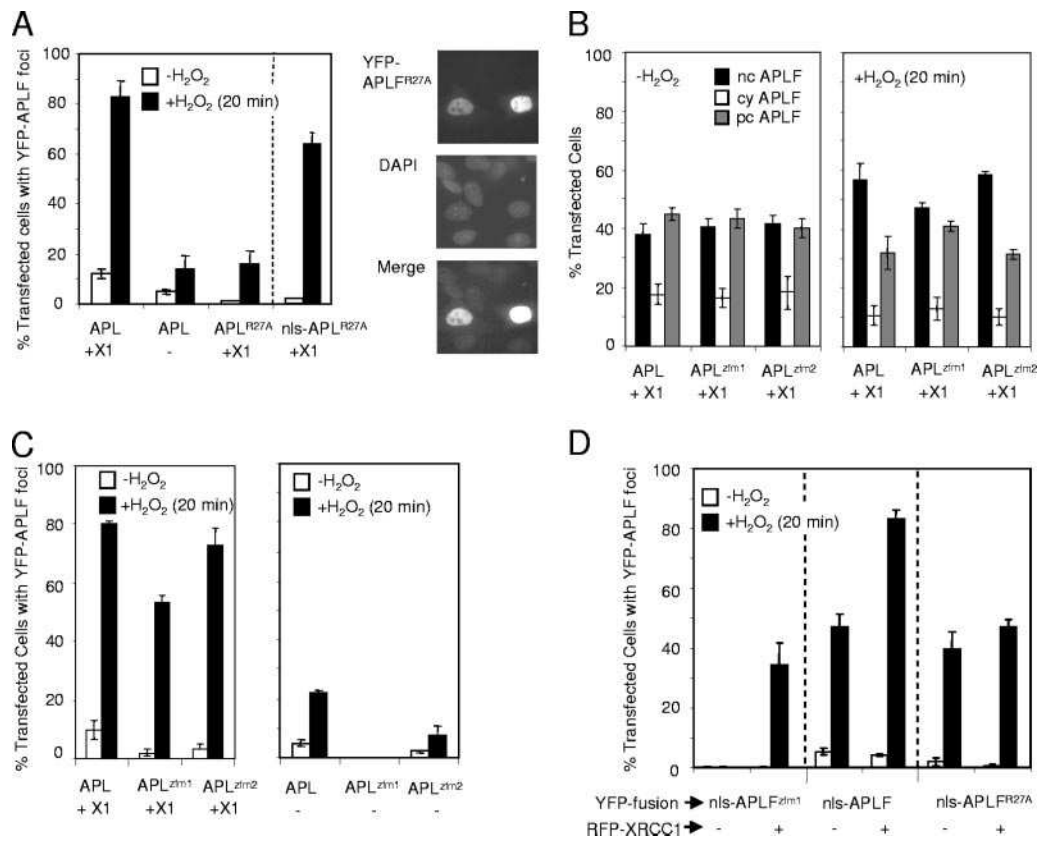 A
% Transfected cells with YFP-APLF foci
100
80
60
40
20
0
-H₂O₂
+H₂O₂ (20 min)
APL APL APLᴿ²⁷ᴬ nls-APLᴿ²⁷ᴬ
+X1 - +X1 +X1
YFP-
APLFᴿ²⁷ᴬ
DAPI
Merge
B
% Transfected Cells
100
80
60
40
20
0
-H₂O₂
nc APLF
cy APLF
pc APLF
+H₂O₂ (20 min)
APL APLᶻᶠᵐ¹ APLᶻᶠᵐ²
+ X1 +X1 +X1
APL APLᶻᶠᵐ¹ APLᶻᶠᵐ²
+ X1 +X1 +X1
C
% Transfected Cells with YFP-APLF foci
100
80
60
40
20
0
-H₂O₂
+H₂O₂ (20 min)
-H₂O₂
+H₂O₂ (20 min)
APL APLᶻᶠᵐ¹ APLᶻᶠᵐ²
+ X1 +X1 +X1
APL APLᶻᶠᵐ¹ APLᶻᶠᵐ²
- - -
D
% Transfected Cells with YFP-APLF foci
100
80
60
40
20
0
-H₂O₂
+H₂O₂ (20 min)
YFP-fusion nls-APLFᶻᶠᵐ¹ nls-APLF nls-APLFᴿ²⁷ᴬ
RFP-XRCC1 - + - + - +